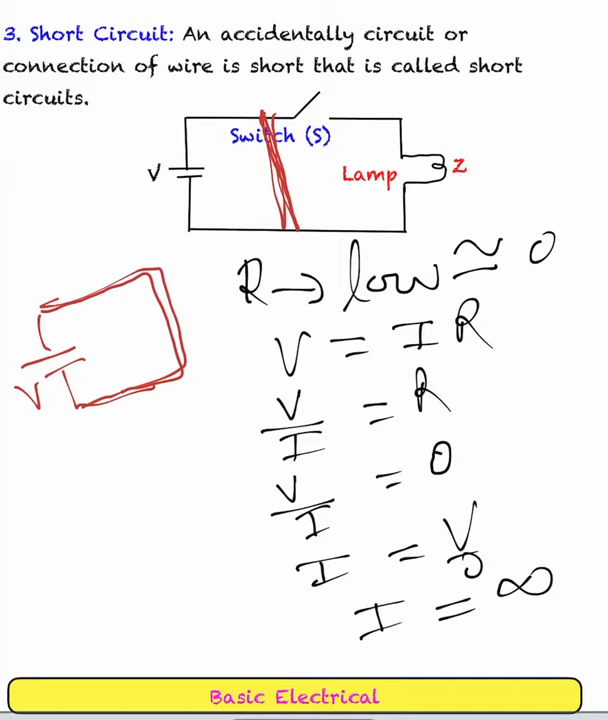 3. Short Circuit: An accidentally circuit or
connection of wire is short that is called short
circuits.
Switch (S)
V
Lamp
Z
R → low ≅ 0
V = I R
V/I = R
V
V/I = 0
I = V/0
I = ∞
Basic Electrical